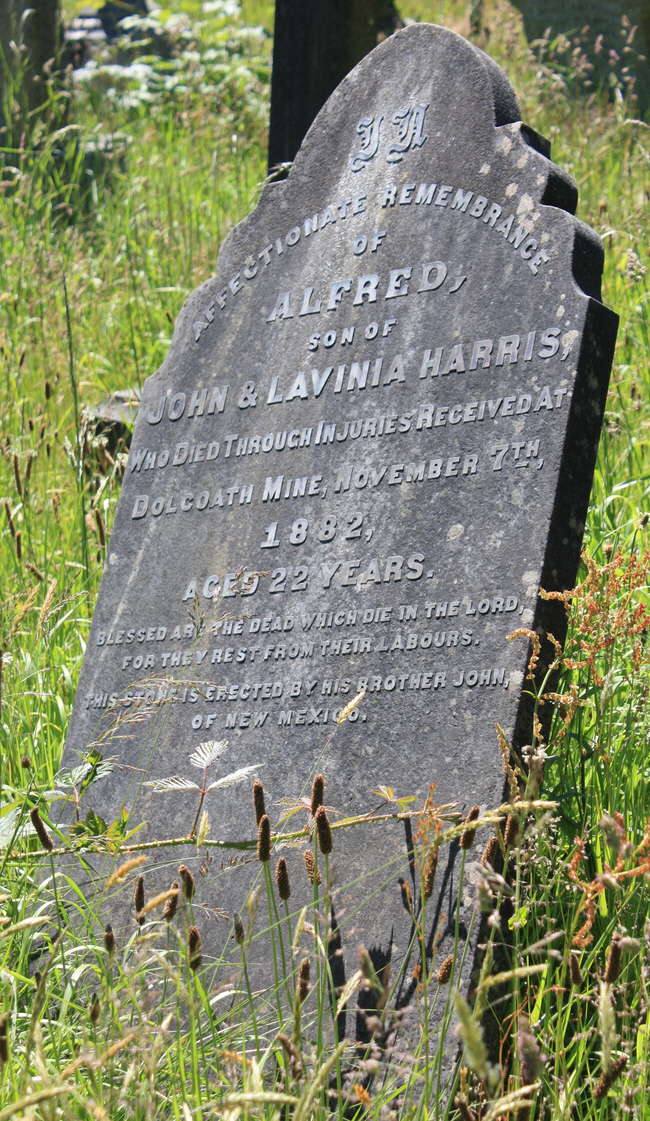 IN
AFFECTIONATE REMEMBRANCE
OF
ALFRED,
SON OF
JOHN & LAVINIA HARRIS,
WHO DIED THROUGH INJURIES RECEIVED AT
DOLCOATH MINE, NOVEMBER 7TH,
1882,
AGED 22 YEARS.
BLESSED ARE THE DEAD WHICH DIE IN THE LORD,
FOR THEY REST FROM THEIR LABOURS.
THIS STONE IS ERECTED BY HIS BROTHER JOHN,
OF NEW MEXICO.